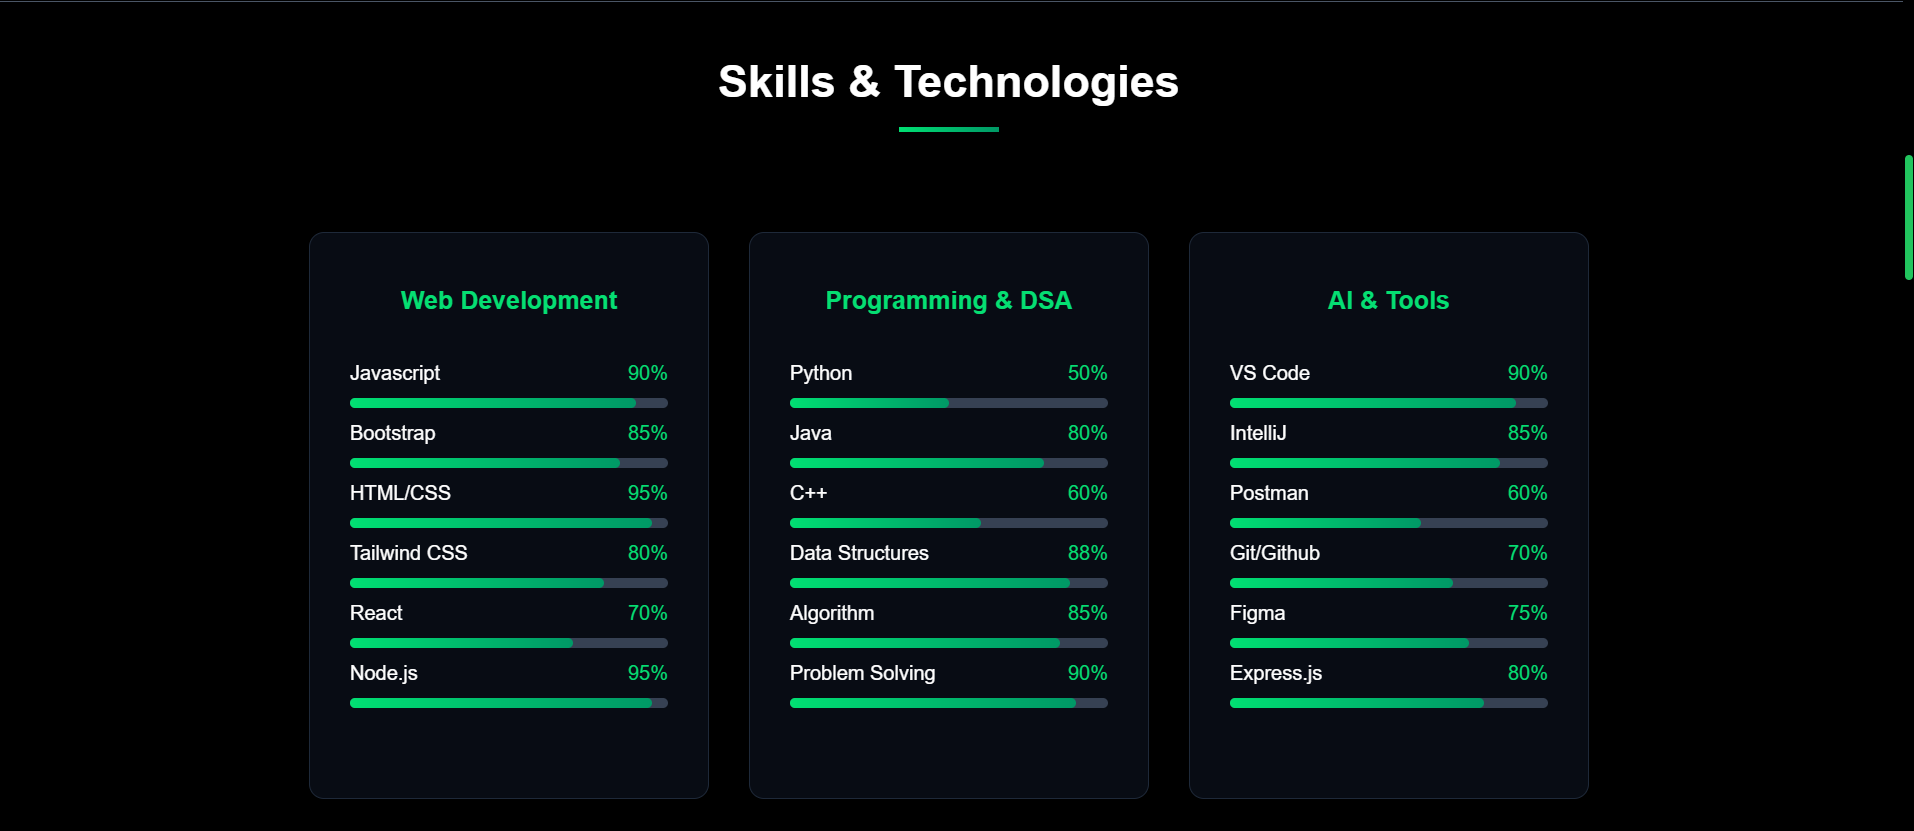 Skills & Technologies
Web Development
Javascript 90%
Bootstrap 85%
HTML/CSS 95%
Tailwind CSS 80%
React 70%
Node.js 95%
Programming & DSA
Python 50%
Java 80%
C++ 60%
Data Structures 88%
Algorithm 85%
Problem Solving 90%
AI & Tools
VS Code 90%
IntelliJ 85%
Postman 60%
Git/Github 70%
Figma 75%
Express.js 80%